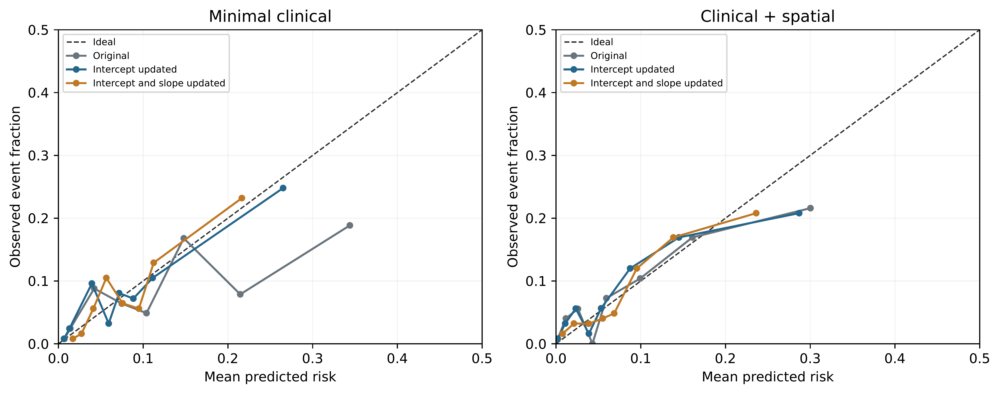 Minimal clinical
0.5
0.4
0.3
0.2
0.1
0.0
Observed event fraction
Ideal
Original
Intercept updated
Intercept and slope updated
0.0 0.1 0.2 0.3 0.4 0.5
Mean predicted risk
Clinical + spatial
0.5
0.4
0.3
0.2
0.1
0.0
Observed event fraction
Ideal
Original
Intercept updated
Intercept and slope updated
0.0 0.1 0.2 0.3 0.4 0.5
Mean predicted risk